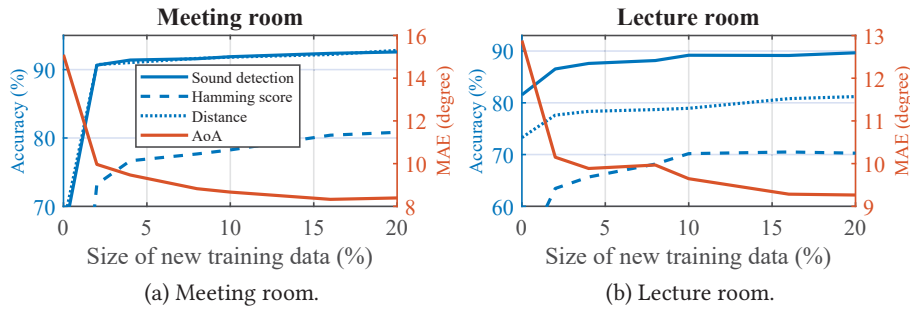 Meeting room
Accuracy (%)
90
80
70
16
14
12
10
8
MAE (degree)
Sound detection
Hamming score
Distance
AoA
0 5 10 15 20
Size of new training data (%)
(a) Meeting room.
Lecture room
Accuracy (%)
90
80
70
60
13
12
11
10
9
MAE (degree)
0 5 10 15 20
Size of new training data (%)
(b) Lecture room.